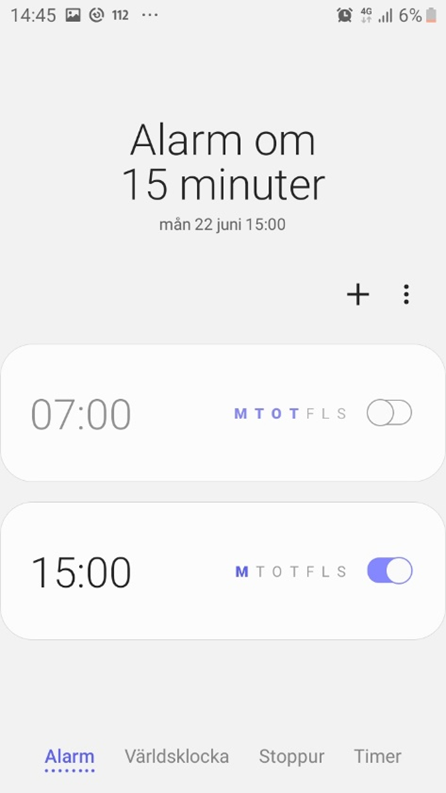 14:45 112 ... 4G 6%
Alarm om
15 minuter
mån 22 juni 15:00
07:00 M T O T F L S
15:00 M T O T F L S
Alarm Världsklocka Stoppur Timer